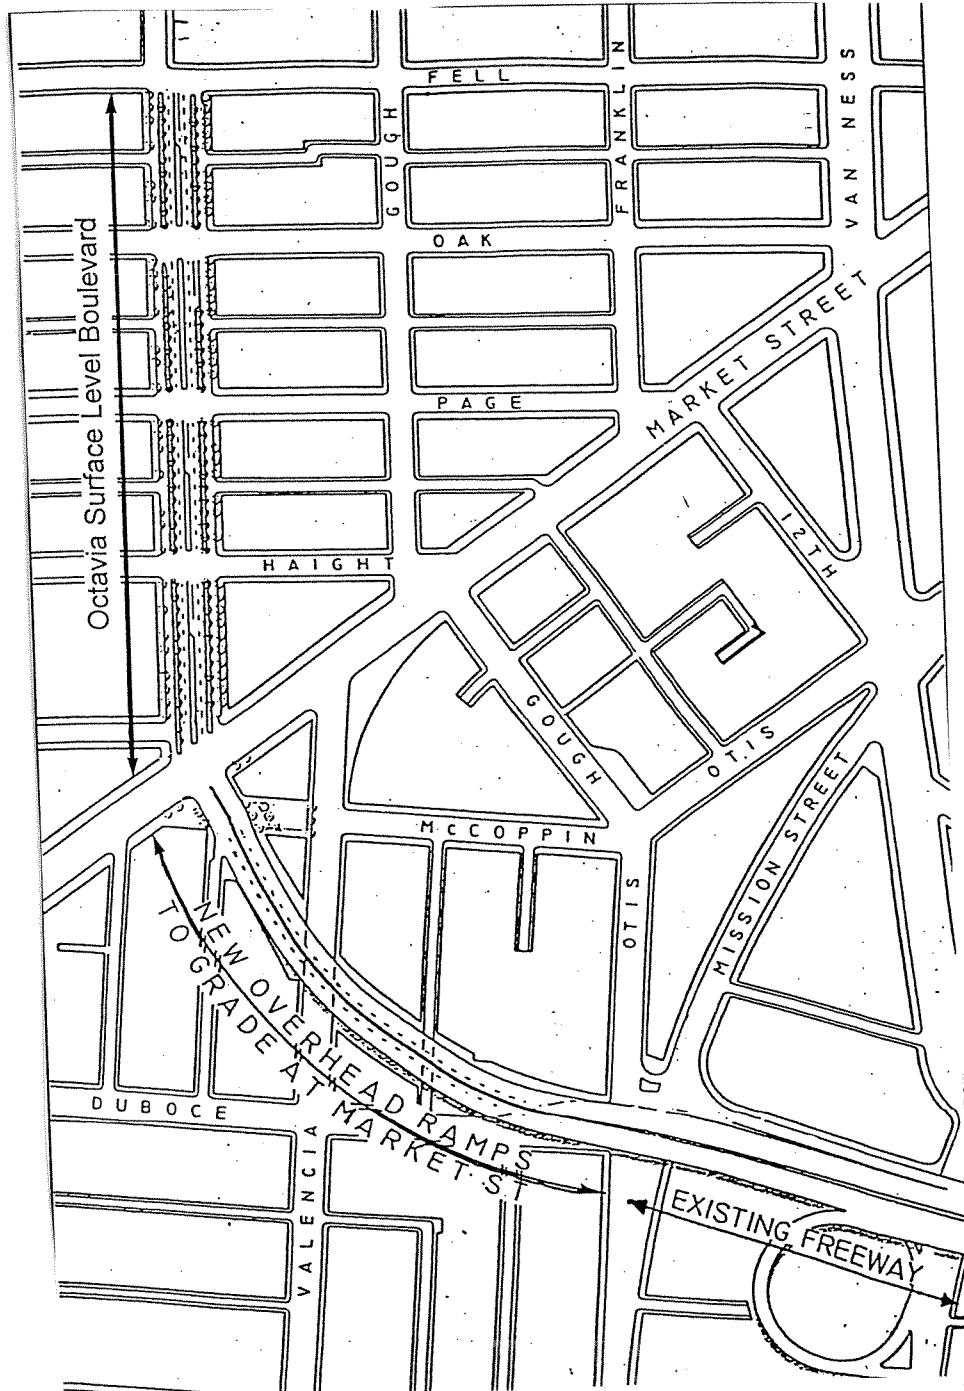 FELL
GOUGH
FRANKLIN
VAN NESS
OAK
Octavia Surface Level Boulevard
MARKET STREET
PAGE
HAIGHT
12TH
GOUGH
OTIS
McCOPPIN
OTIS
MISSION STREET
NEW OVERHEAD RAMPS
TO GRADE AT MARKET ST
DUBOCE
VALENCIA
EXISTING FREEWAY